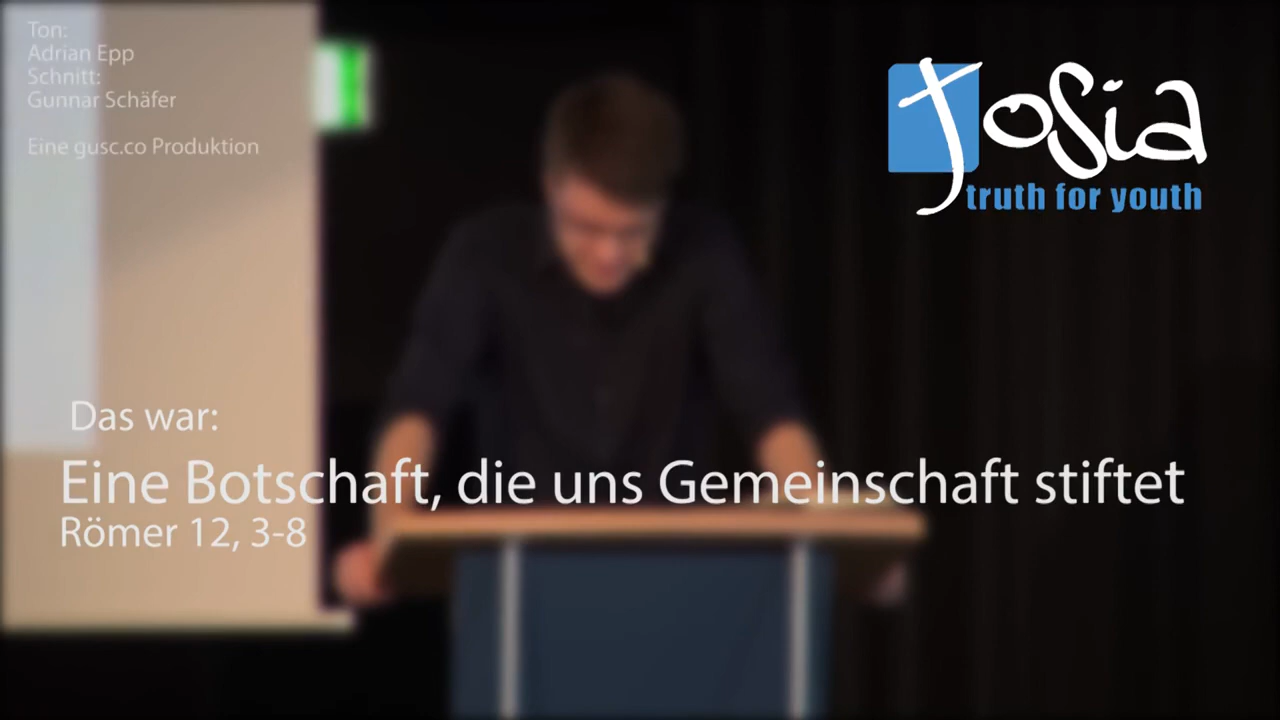 Ton:
Adrian Epp
Schnitt:
Gunnar Schäfer
Eine gusc.co Produktion
Josia
truth for youth
Das war:
Eine Botschaft, die uns Gemeinschaft stiftet
Römer 12, 3-8